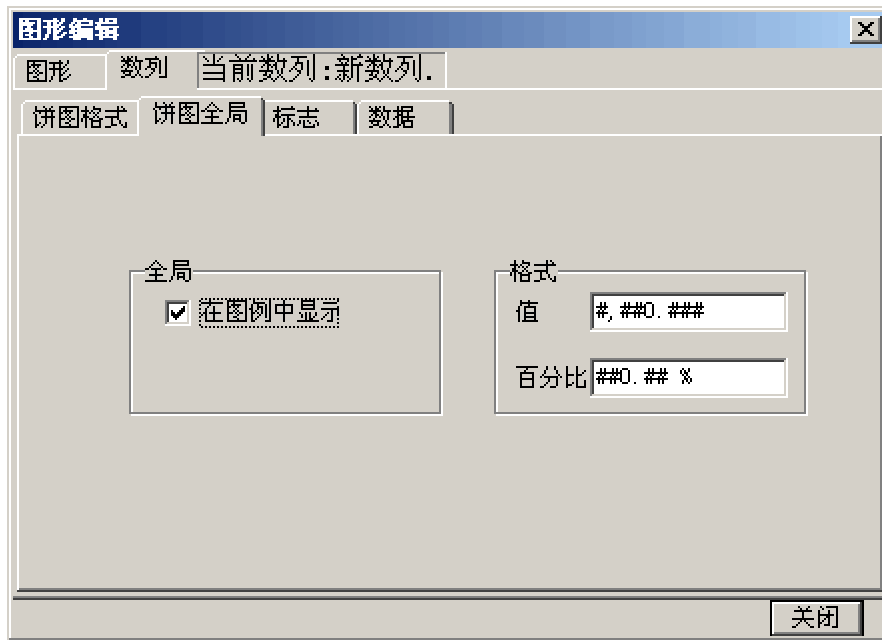 图形编辑
图形 数列 当前数列:新数列.
饼图格式 饼图全局 标志 数据
全局 格式
在图例中显示 值 #,##0.###
百分比 ##0.## %
关闭